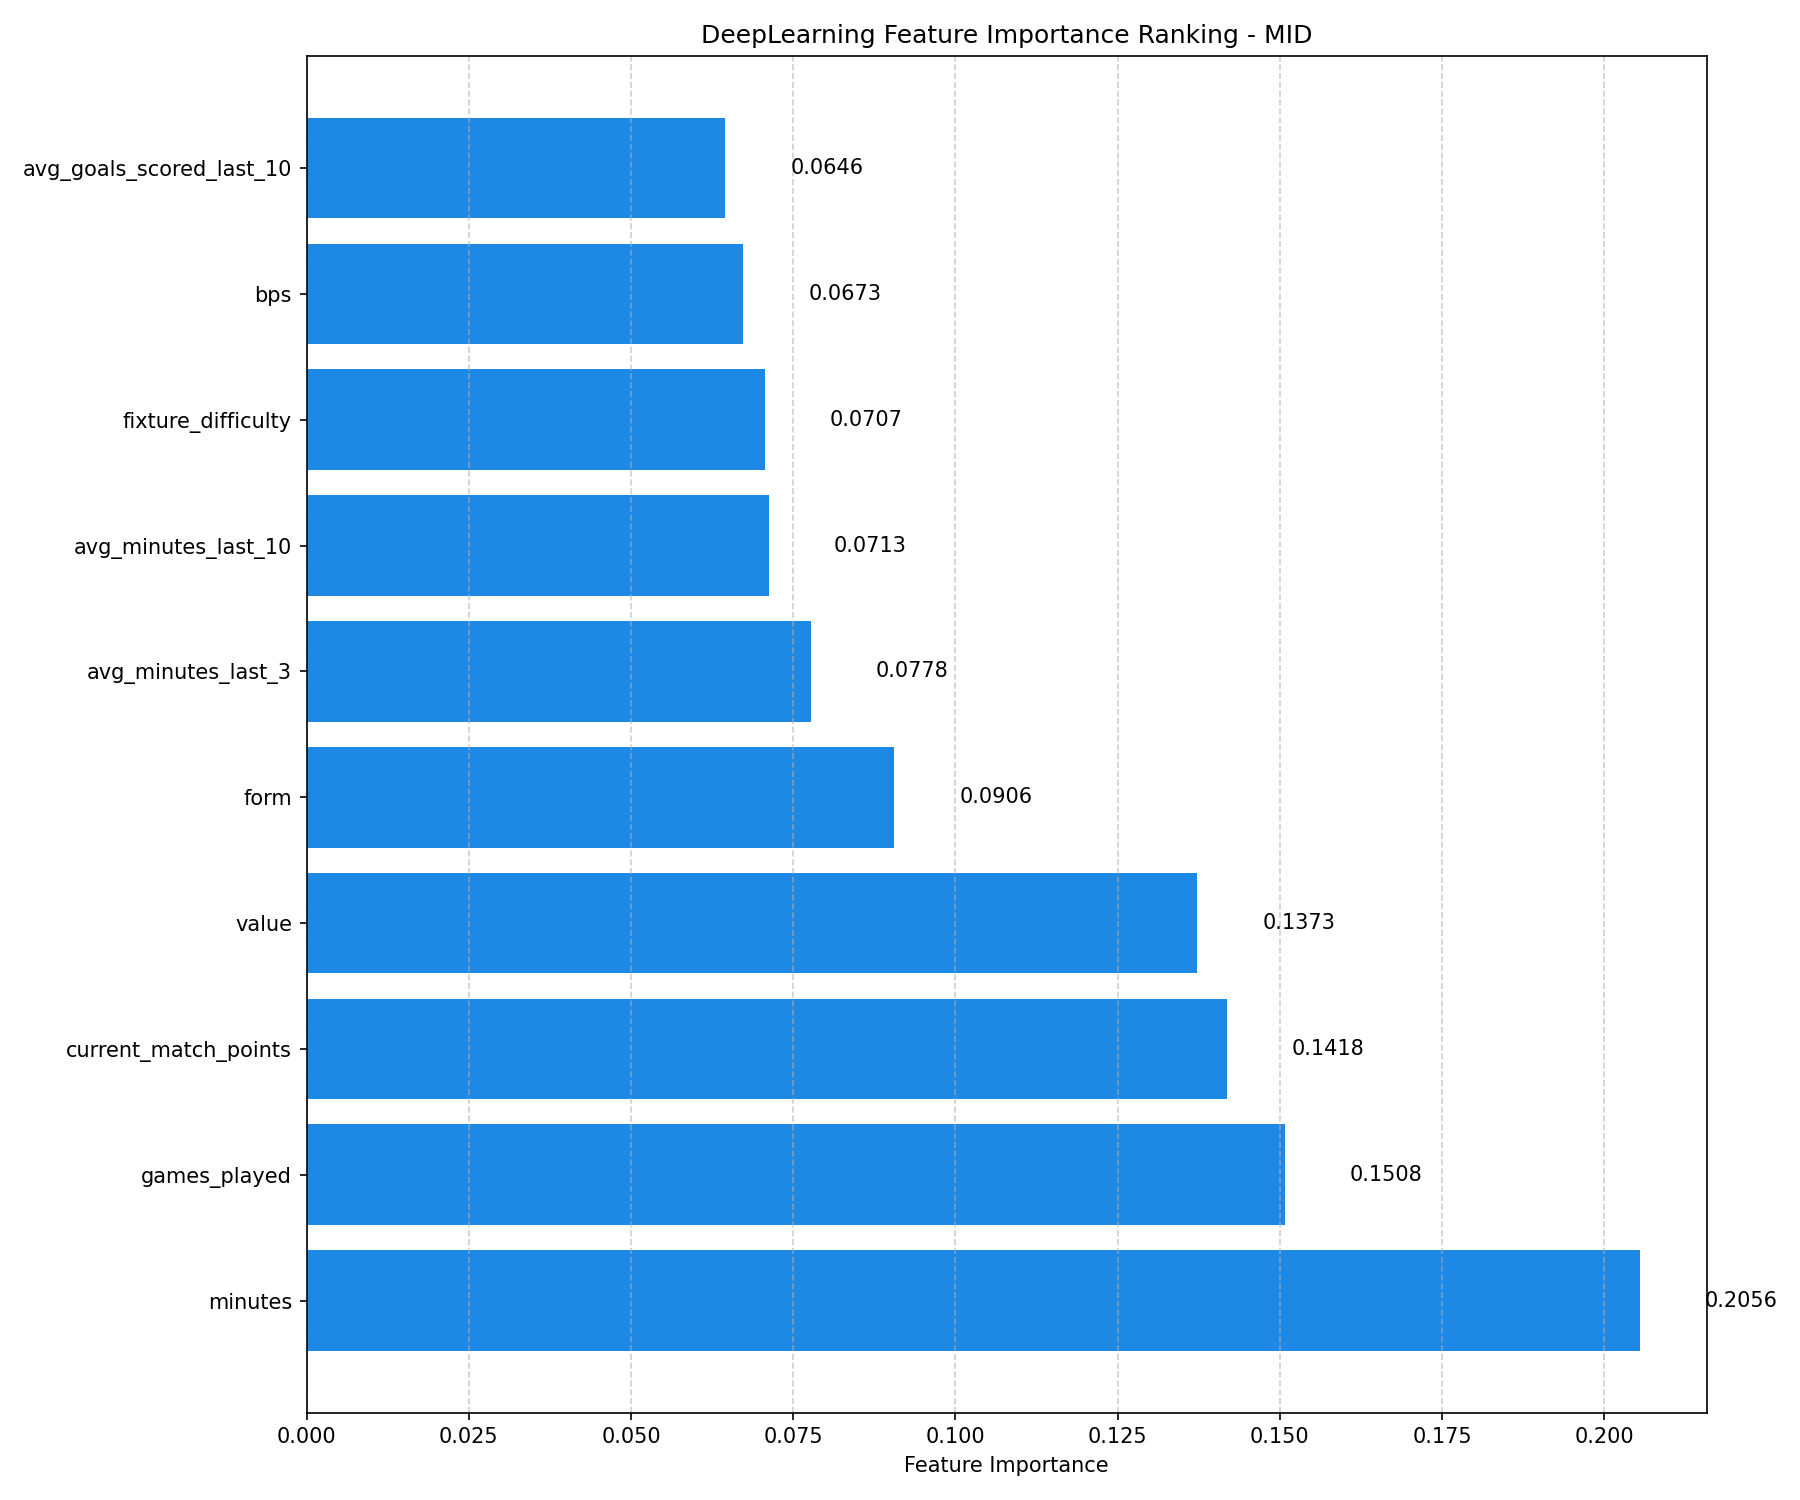 DeepLearning Feature Importance Ranking - MID
avg_goals_scored_last_10 0.0646
bps 0.0673
fixture_difficulty 0.0707
avg_minutes_last_10 0.0713
avg_minutes_last_3 0.0778
form 0.0906
value 0.1373
current_match_points 0.1418
games_played 0.1508
minutes 0.2056
0.000 0.025 0.050 0.075 0.100 0.125 0.150 0.175 0.200
Feature Importance